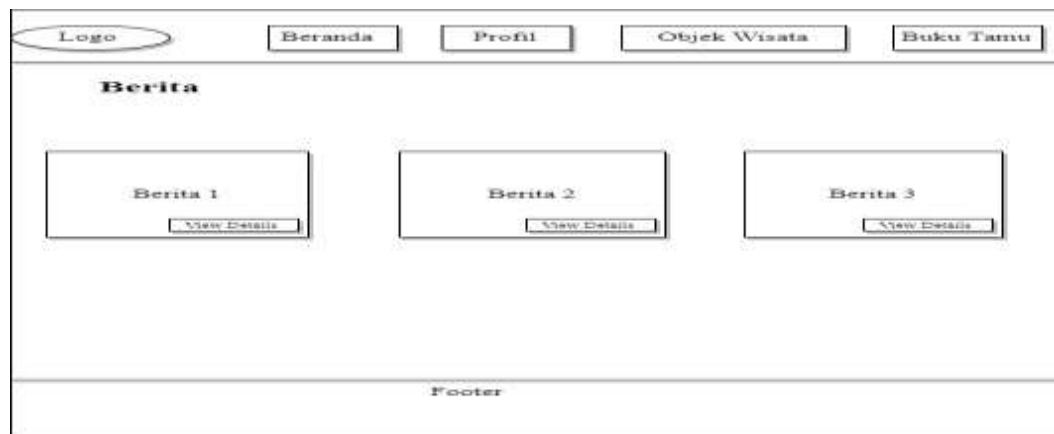 Logo Beranda Profil Objek Wisata Buku Tamu
Berita
Berita 1 Berita 2 Berita 3
View Details View Details View Details
Footer